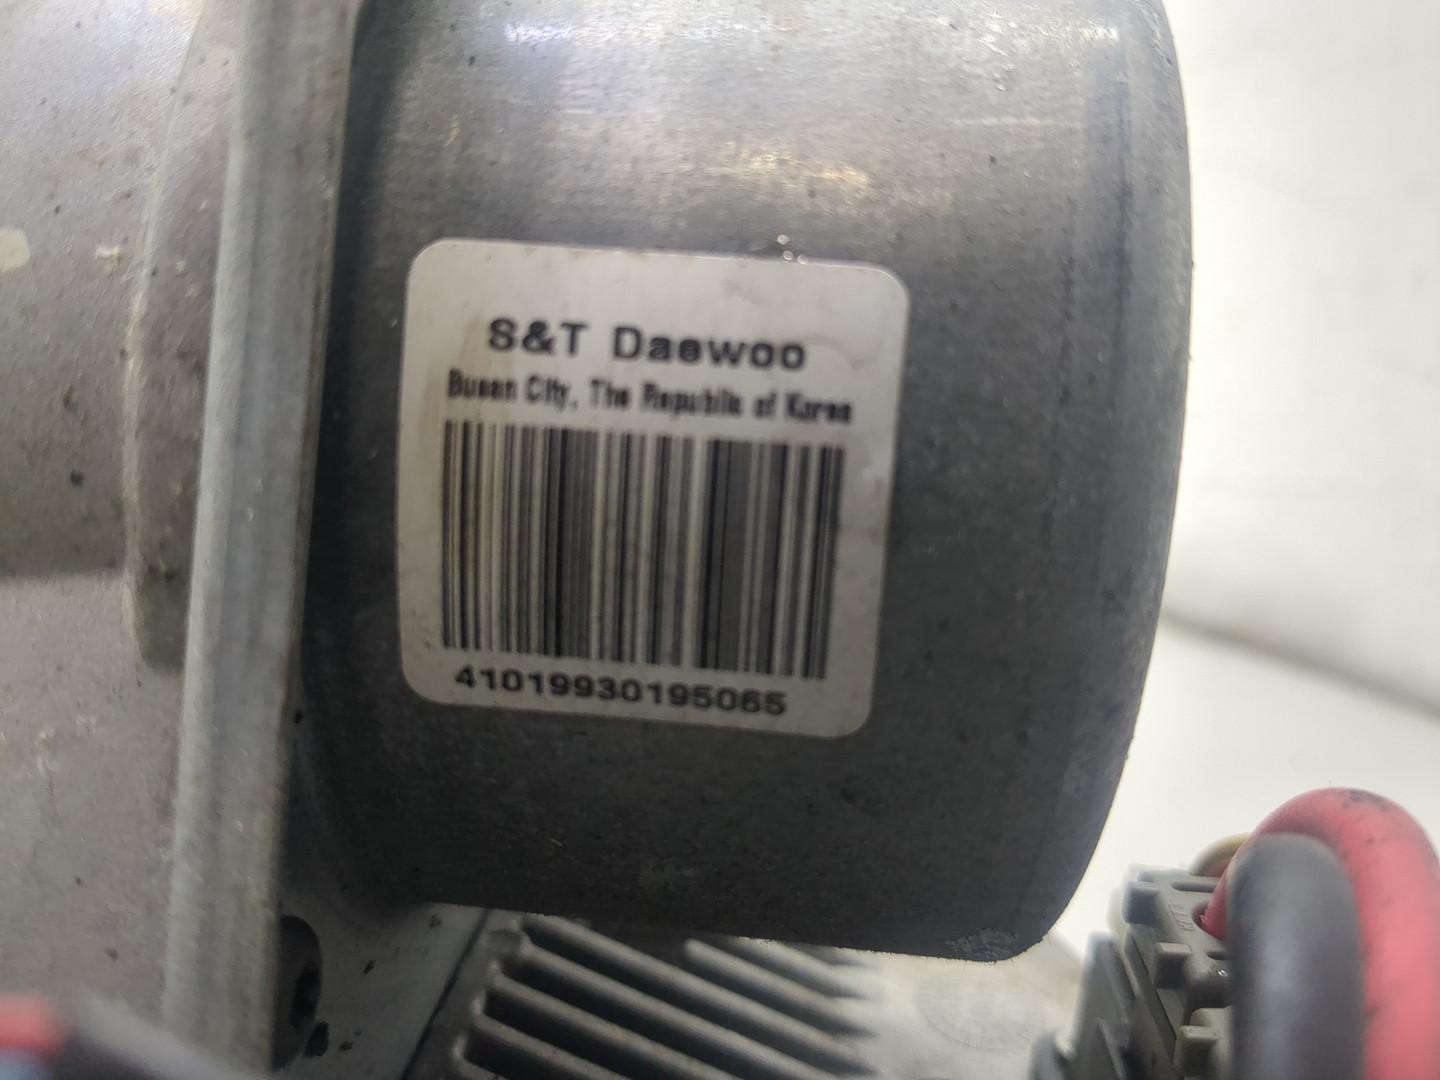 S&T Daewoo
Busan City, The Republic of Korea
41019930195065